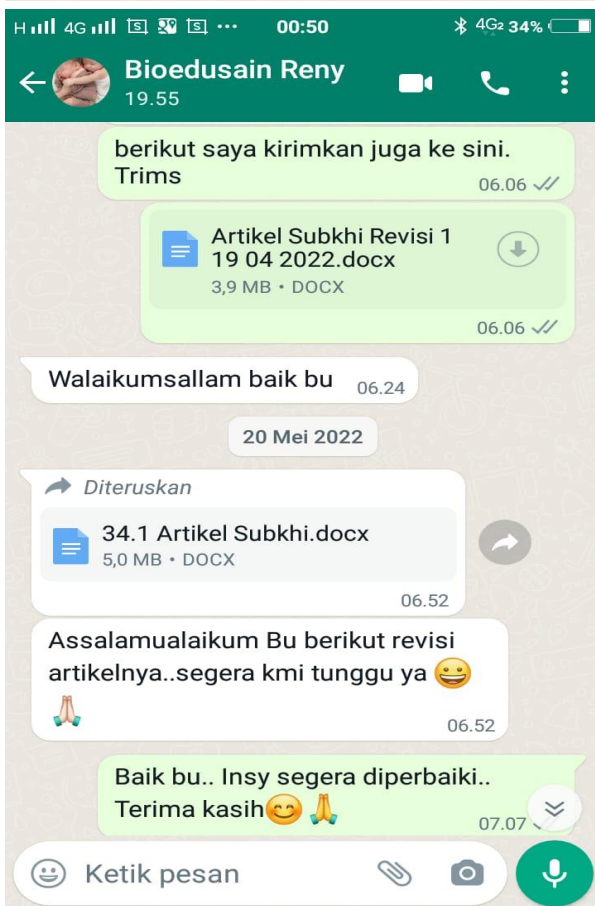 H 4G 00:50 4G2 34%
Bioedusain Reny
19.55
berikut saya kirimkan juga ke sini.
Trims
06.06
Artikel Subkhi Revisi 1
19 04 2022.docx
3,9 MB • DOCX
06.06
Walaikumsallam baik bu
06.24
20 Mei 2022
Diteruskan
34.1 Artikel Subkhi.docx
5,0 MB • DOCX
06.52
Assalamualaikum Bu berikut revisi
artikelnya..segera kmi tunggu ya 😀
🙏🏻
06.52
Baik bu.. Insy segera diperbaiki..
Terima kasih😊🙏
07.07
Ketik pesan